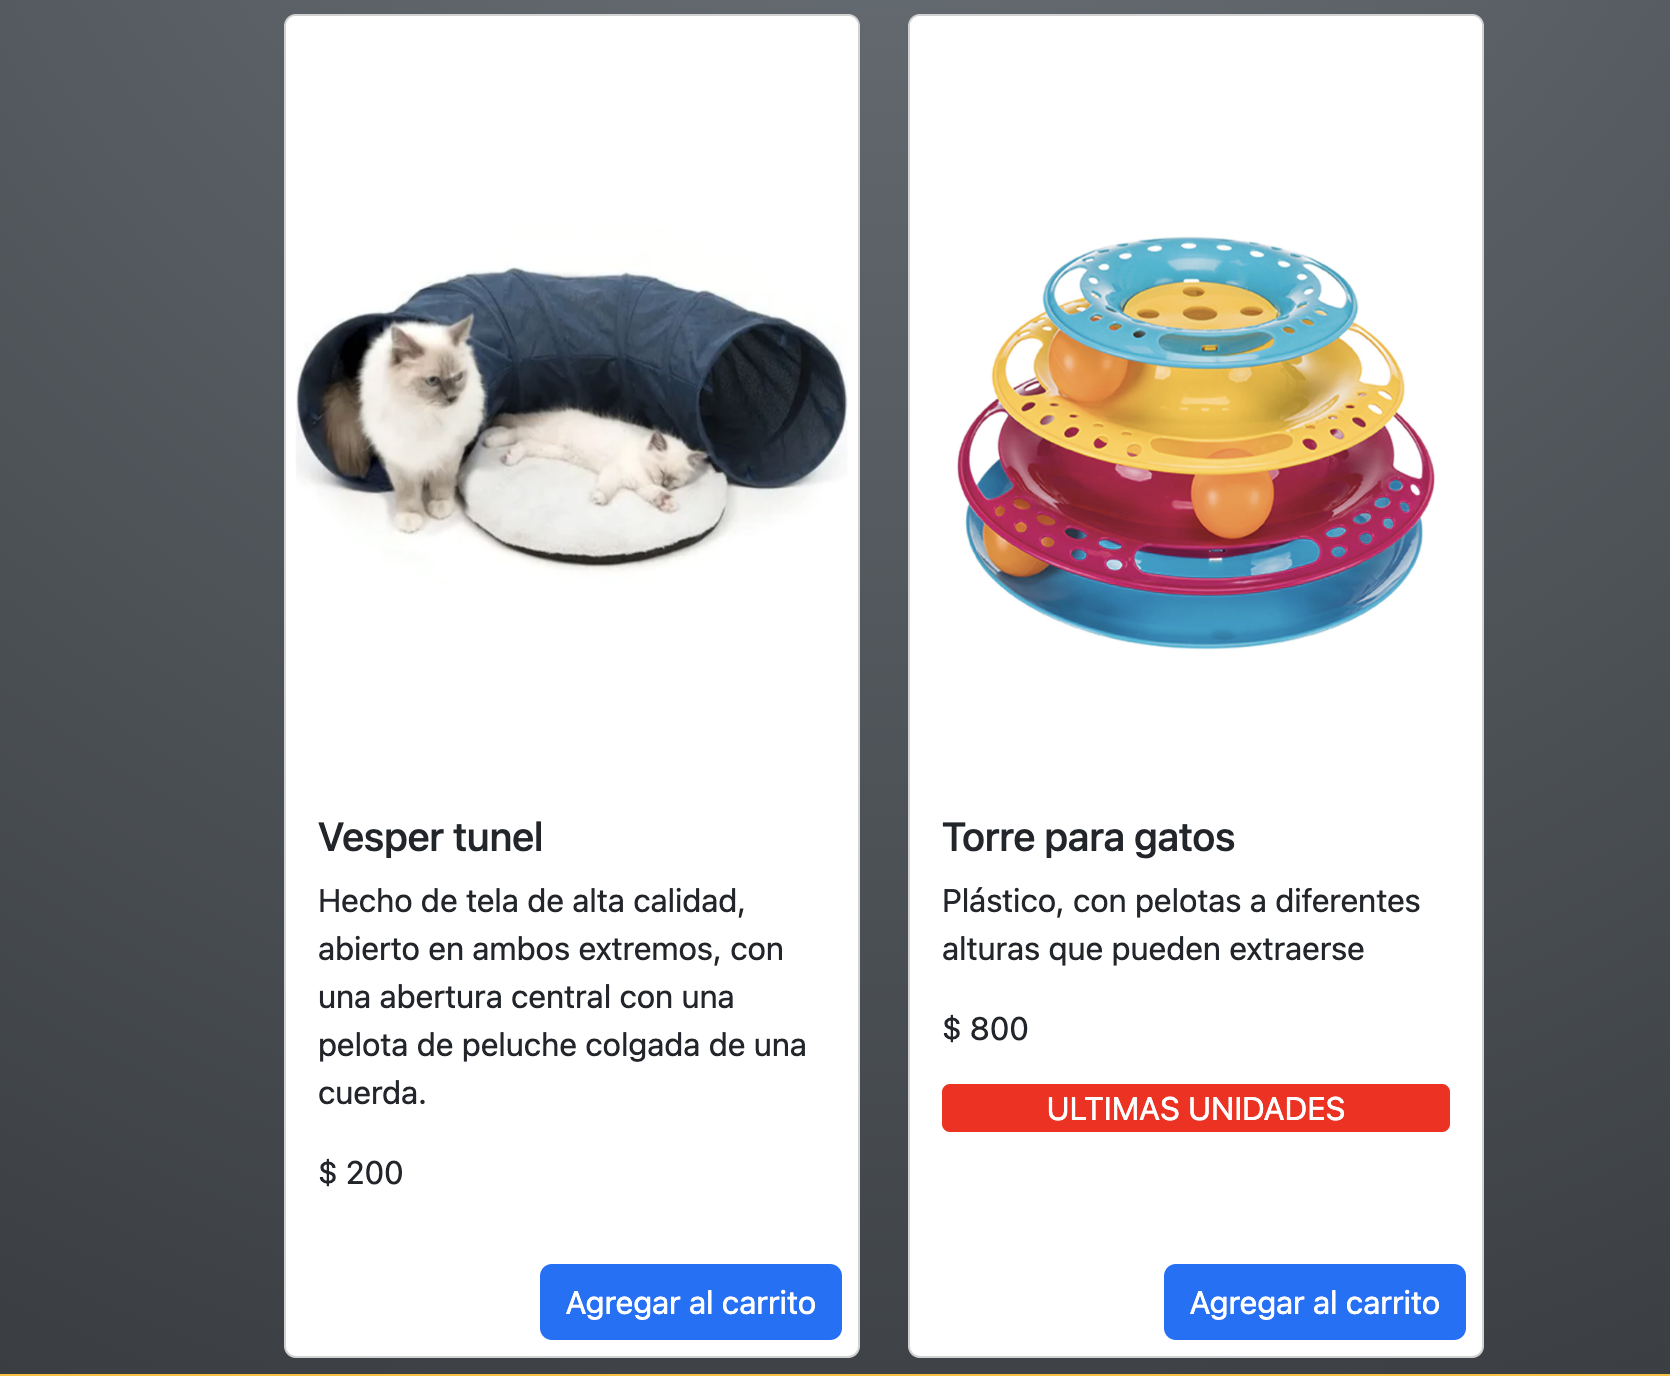 Vesper tunel
Hecho de tela de alta calidad,
abierto en ambos extremos, con
una abertura central con una
pelota de peluche colgada de una
cuerda.
$ 200
Agregar al carrito
Torre para gatos
Plástico, con pelotas a diferentes
alturas que pueden extraerse
$ 800
ULTIMAS UNIDADES
Agregar al carrito